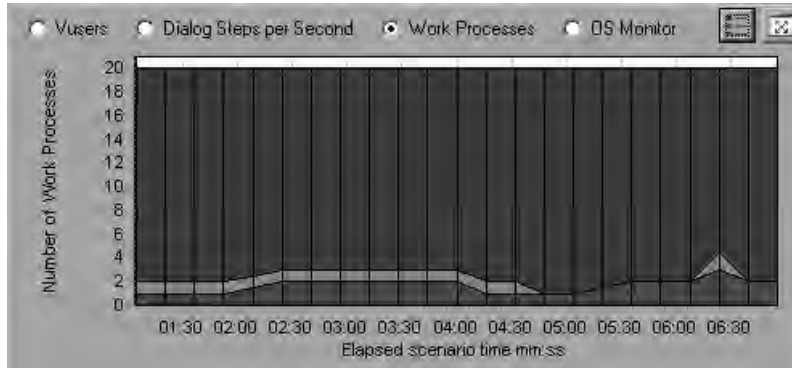 Vusers Dialog Steps per Second Work Processes OS Monitor
Number of Work Processes
20
18
16
14
12
10
8
6
4
2
0
01:30 02:00 02:30 03:00 03:30 04:00 04:30 05:00 05:30 06:00 06:30
Elapsed scenario time mm:ss